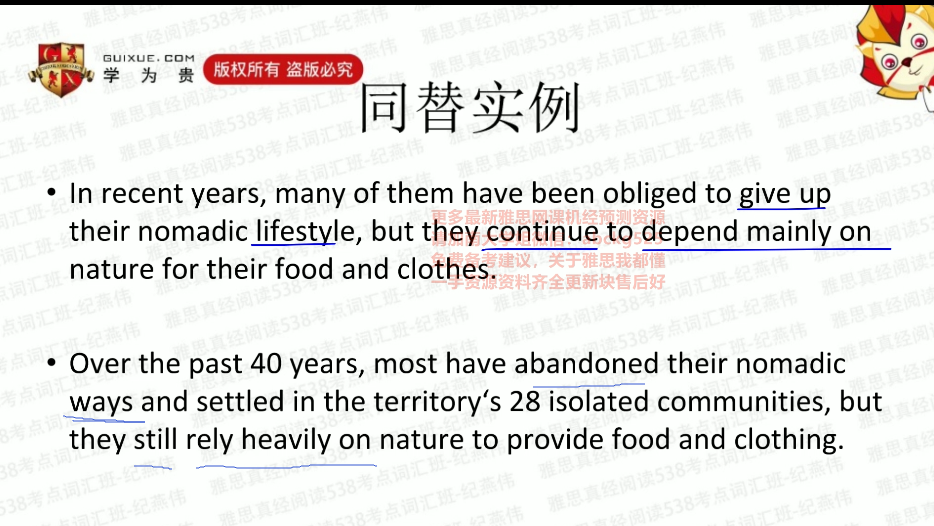 GUIXUE.COM
学为贵
版权所有 盗版必究
同替实例
• In recent years, many of them have been obliged to give up
their nomadic lifestyle, but they continue to depend mainly on
nature for their food and clothes.
更多最新雅思网课机经预测资源
免费备考建议，关于雅思我都懂
一手资源资料齐全更新块售后好
• Over the past 40 years, most have abandoned their nomadic
ways and settled in the territory‘s 28 isolated communities, but
they still rely heavily on nature to provide food and clothing.
雅思真经阅读538考点词汇班-纪燕伟